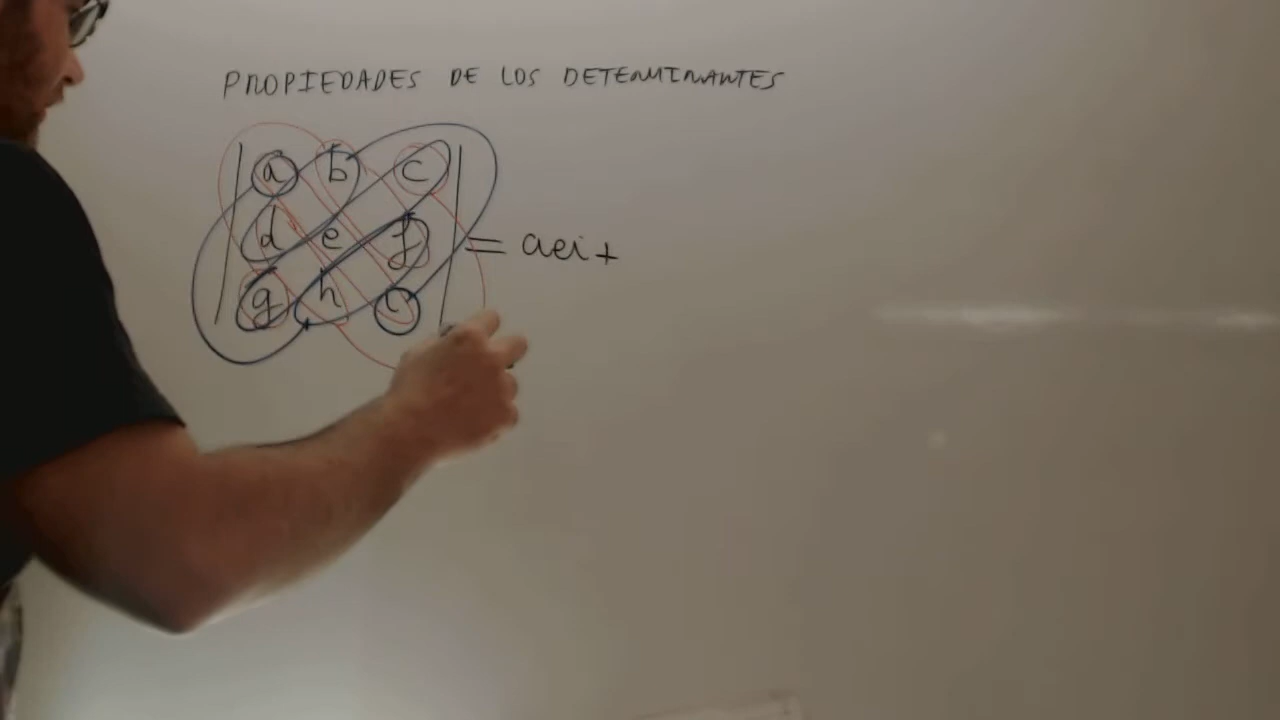 PROPIEDADES DE LOS DETERMINANTES
a b c
d e f = aei +
g h i